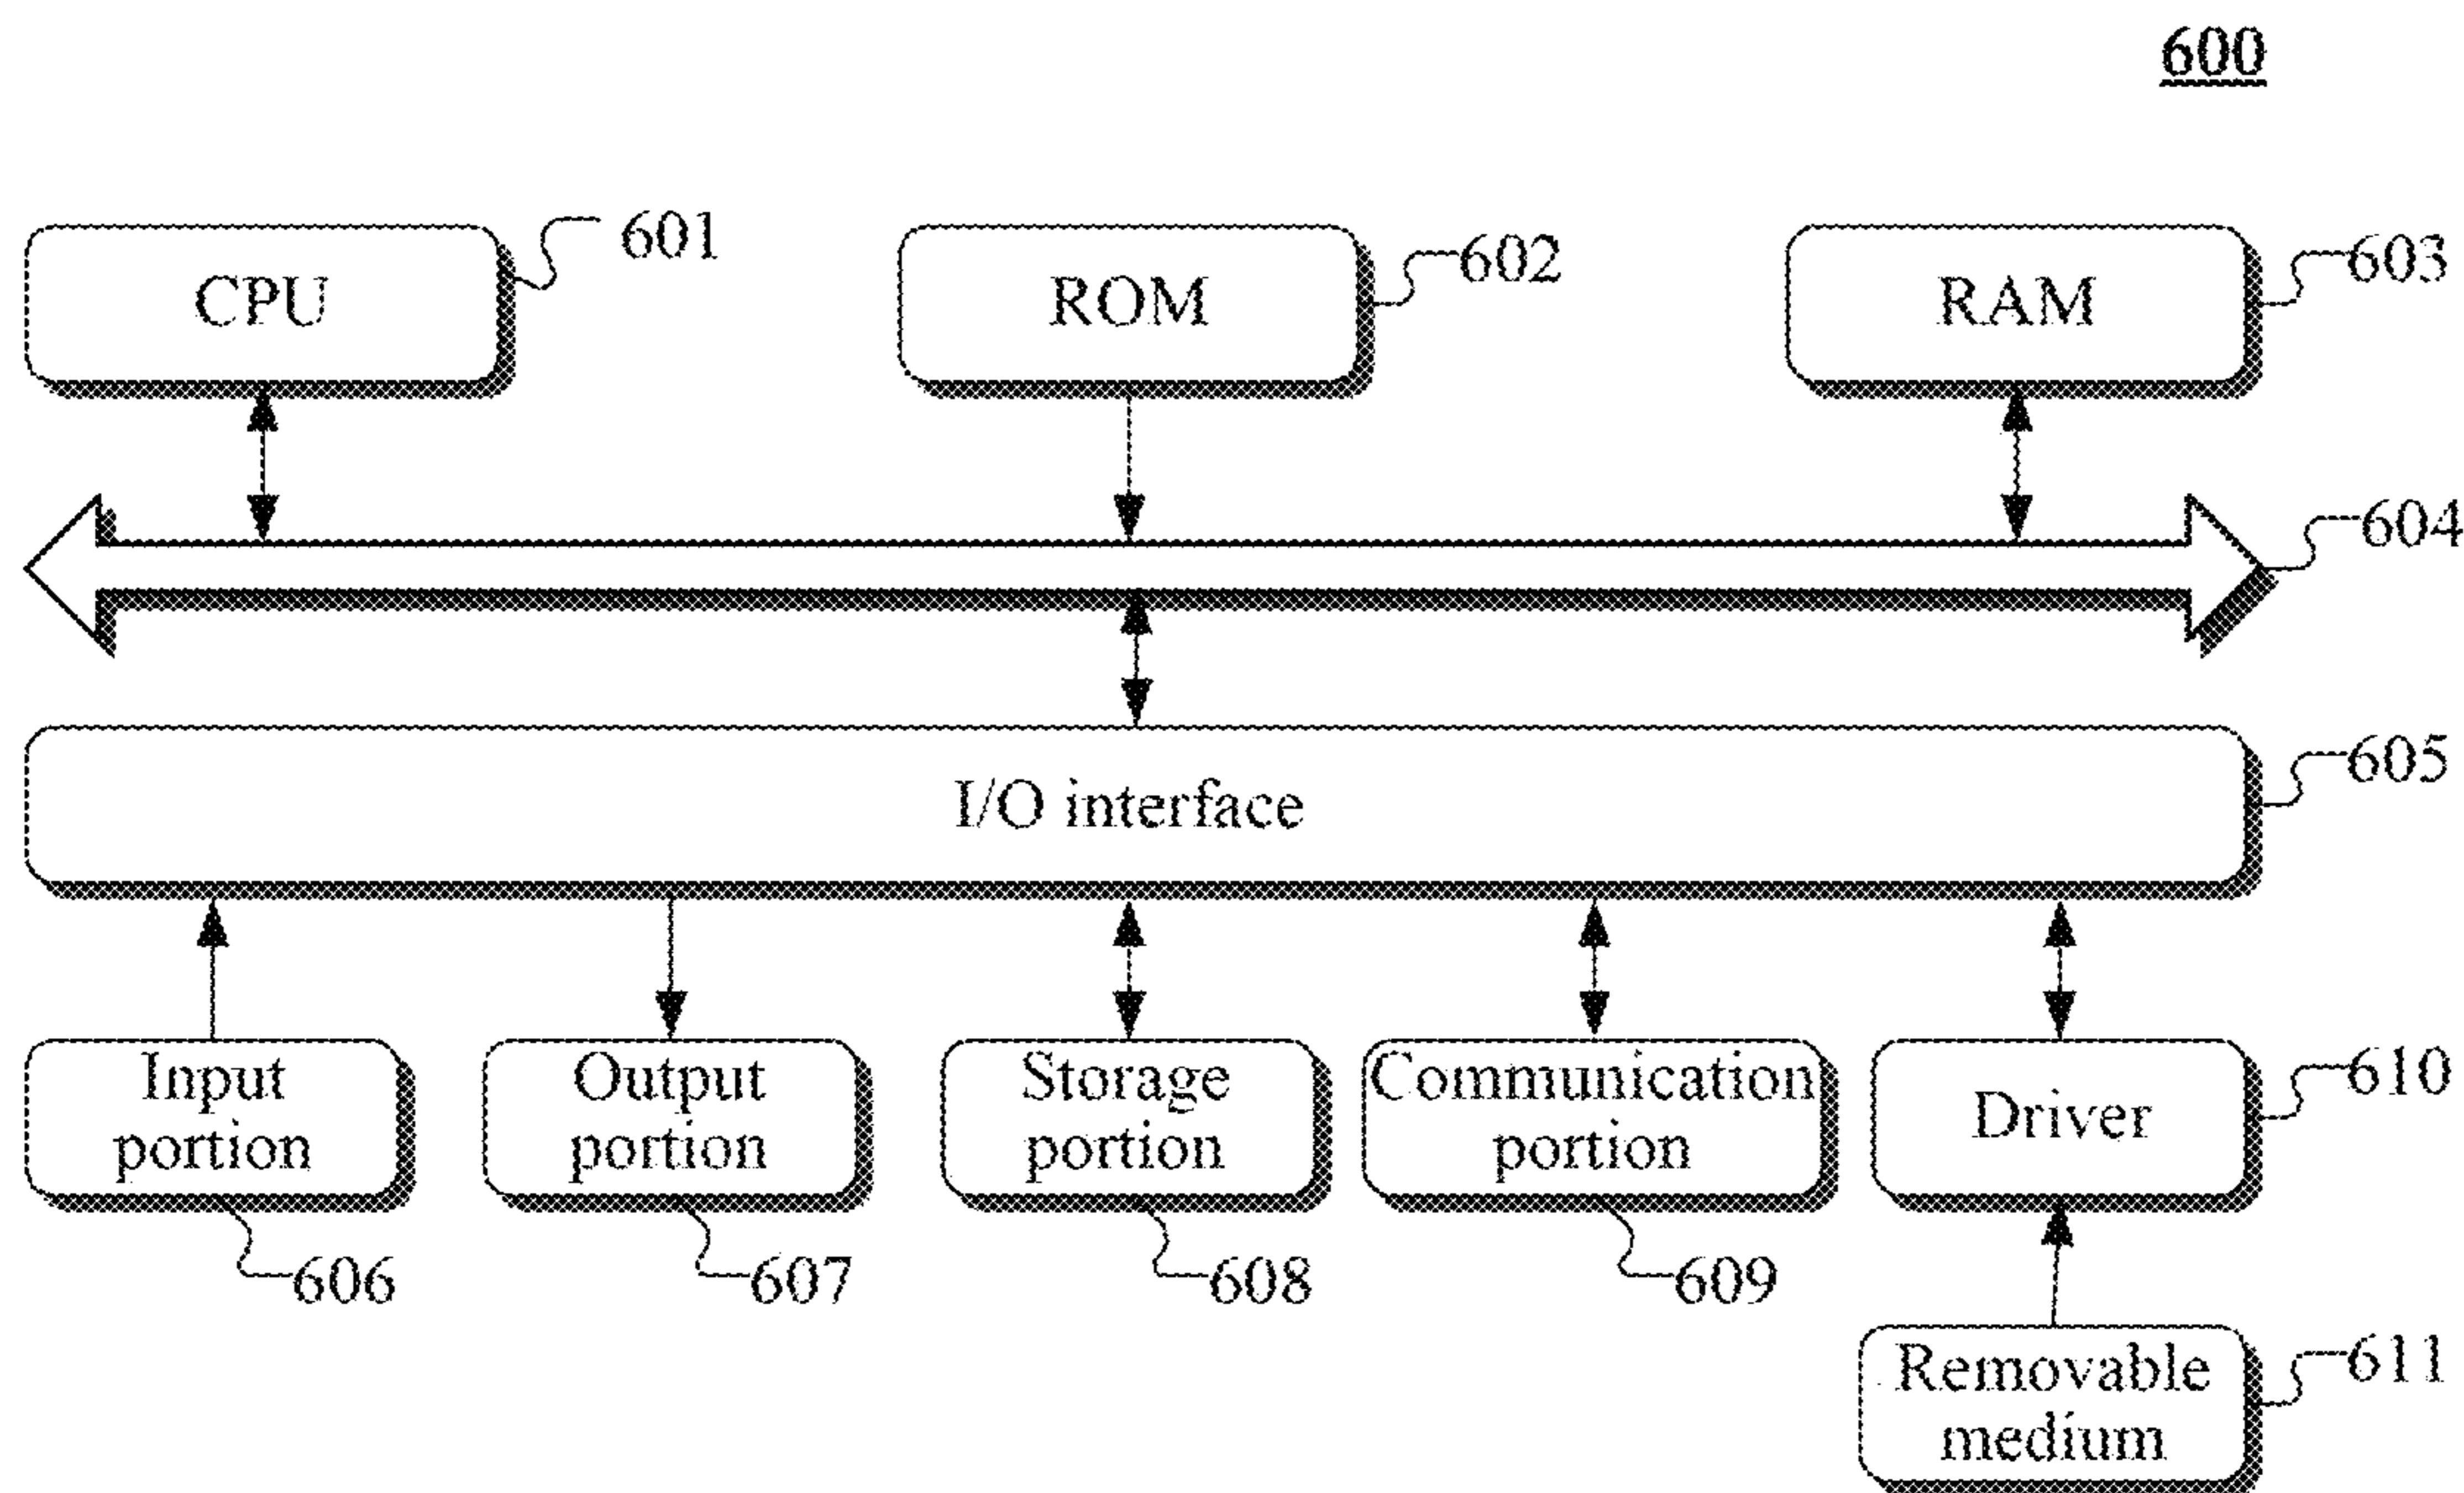 600
601
CPU
602
ROM
603
RAM
604
605
I/O interface
Input
portion
606
Output
portion
607
Storage
portion
608
Communication
portion
609
610
Driver
611
Removable
medium